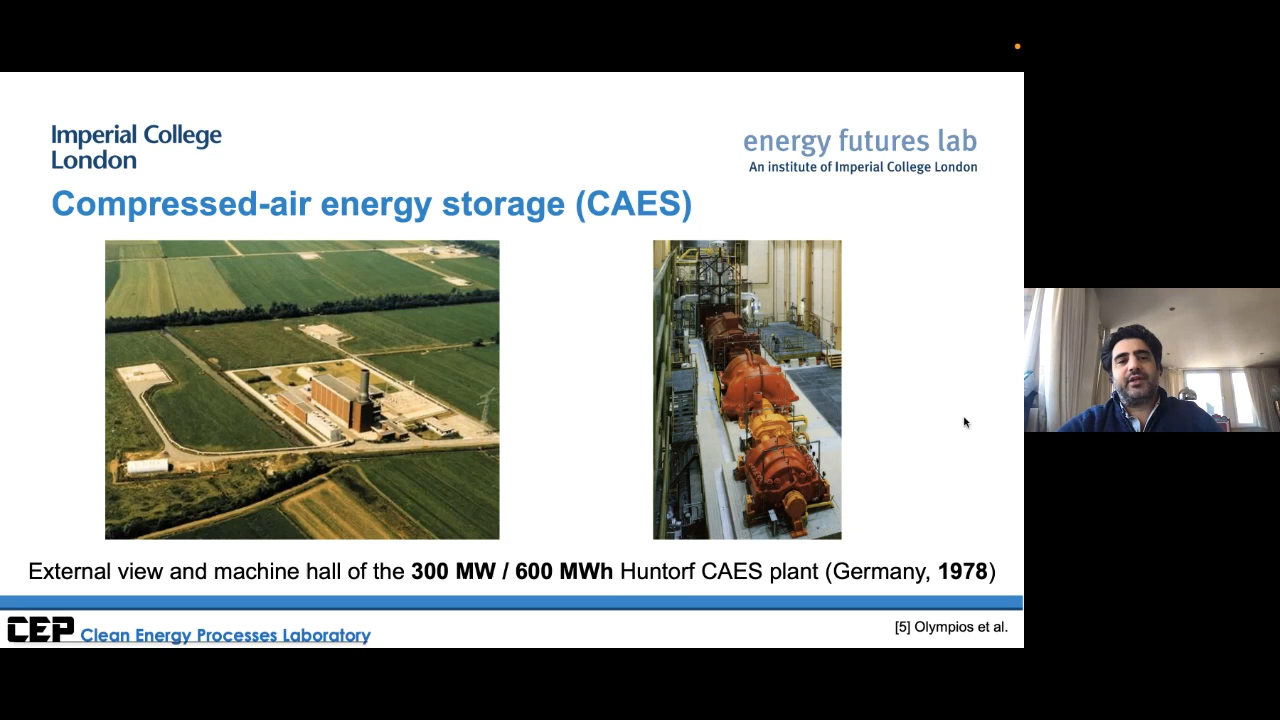 Imperial College
London
energy futures lab
An institute of Imperial College London
Compressed-air energy storage (CAES)
External view and machine hall of the 300 MW / 600 MWh Huntorf CAES plant (Germany, 1978)
CEP Clean Energy Processes Laboratory
[5] Olympios et al.